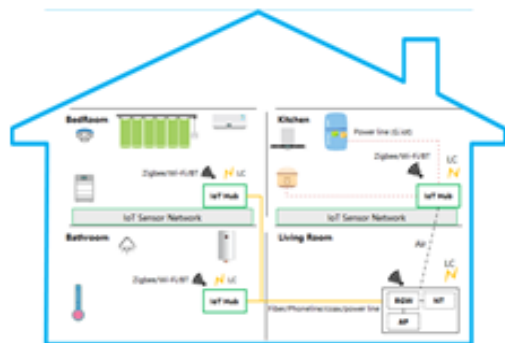 BedRoom
Zigbee/Wi-Fi/BT
LC
IoT Hub
IoT Sensor Network
Kitchen
Power line (G.iot)
Zigbee/Wi-Fi/BT
LC
IoT Hub
IoT Sensor Network
Bathroom
Zigbee/Wi-Fi/BT
LC
IoT Hub
Living Room
Air
LC
Fiber/Phoneline/coax/power line
RGW
NT
AP